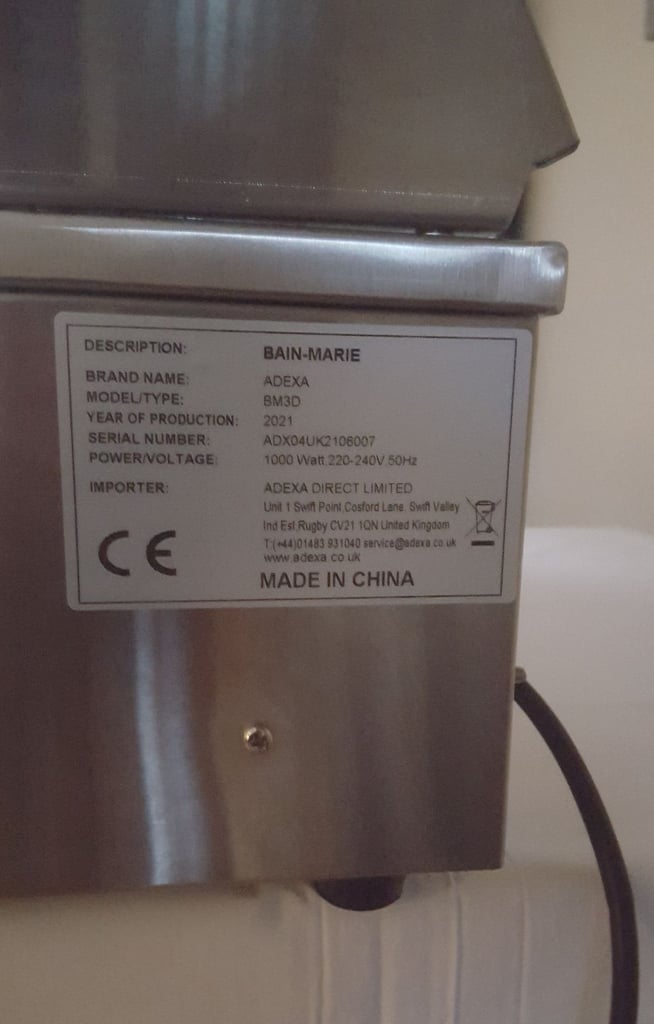 DESCRIPTION: BAIN-MARIE
BRAND NAME: ADEXA
MODEL/TYPE: BM3D
YEAR OF PRODUCTION: 2021
SERIAL NUMBER: ADX04UK2106007
POWER/VOLTAGE: 1000 Watt 220-240V 50Hz
IMPORTER: ADEXA DIRECT LIMITED
Unit 1 Swift Point,Cosford Lane, Swift Valley
Ind Est,Rugby CV21 1QN United Kingdom
T:(+44)01483 931040 service@adexa.co.uk
www.adexa.co.uk
CE
MADE IN CHINA